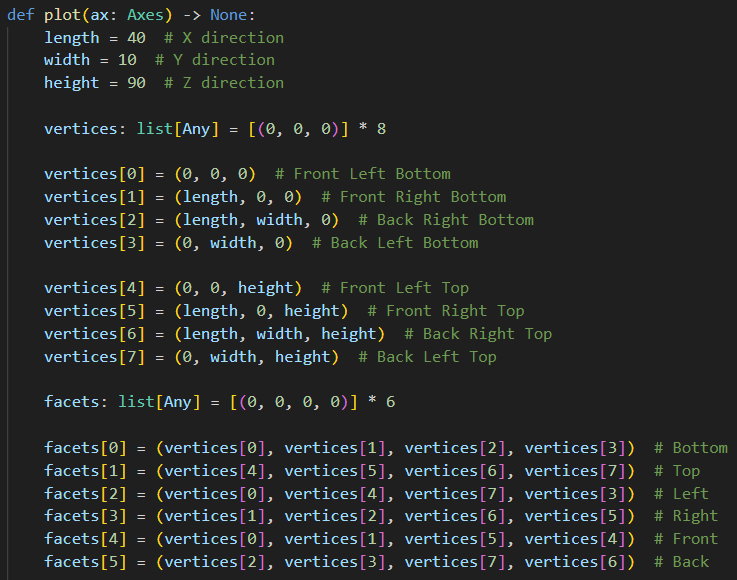 def plot(ax: Axes) -> None:
    length = 40  # X direction
    width = 10  # Y direction
    height = 90  # Z direction

    vertices: list[Any] = [(0, 0, 0)] * 8

    vertices[0] = (0, 0, 0)  # Front Left Bottom
    vertices[1] = (length, 0, 0)  # Front Right Bottom
    vertices[2] = (length, width, 0)  # Back Right Bottom
    vertices[3] = (0, width, 0)  # Back Left Bottom

    vertices[4] = (0, 0, height)  # Front Left Top
    vertices[5] = (length, 0, height)  # Front Right Top
    vertices[6] = (length, width, height)  # Back Right Top
    vertices[7] = (0, width, height)  # Back Left Top

    facets: list[Any] = [(0, 0, 0, 0)] * 6

    facets[0] = (vertices[0], vertices[1], vertices[2], vertices[3])  # Bottom
    facets[1] = (vertices[4], vertices[5], vertices[6], vertices[7])  # Top
    facets[2] = (vertices[0], vertices[4], vertices[7], vertices[3])  # Left
    facets[3] = (vertices[1], vertices[2], vertices[6], vertices[5])  # Right
    facets[4] = (vertices[0], vertices[1], vertices[5], vertices[4])  # Front
    facets[5] = (vertices[2], vertices[3], vertices[7], vertices[6])  # Back